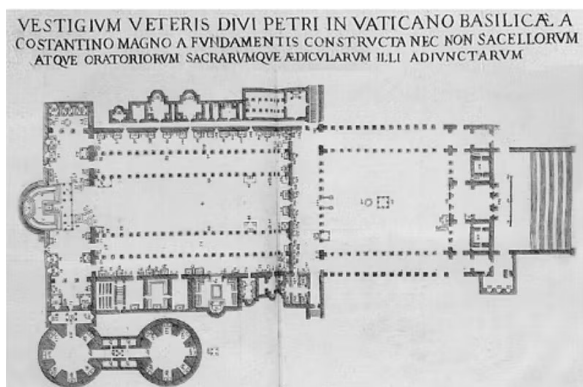 VESTIGIVM VETERIS DIVI PETRI IN VATICANO BASILICÆ A
COSTANTINO MAGNO A FVNDAMENTIS CONSTRVCTA NEC NON SACELLORVM
ATQVE ORATORIORVM SACRARVMQVE ÆDICVLARVM ILLI ADIVNCTARVM